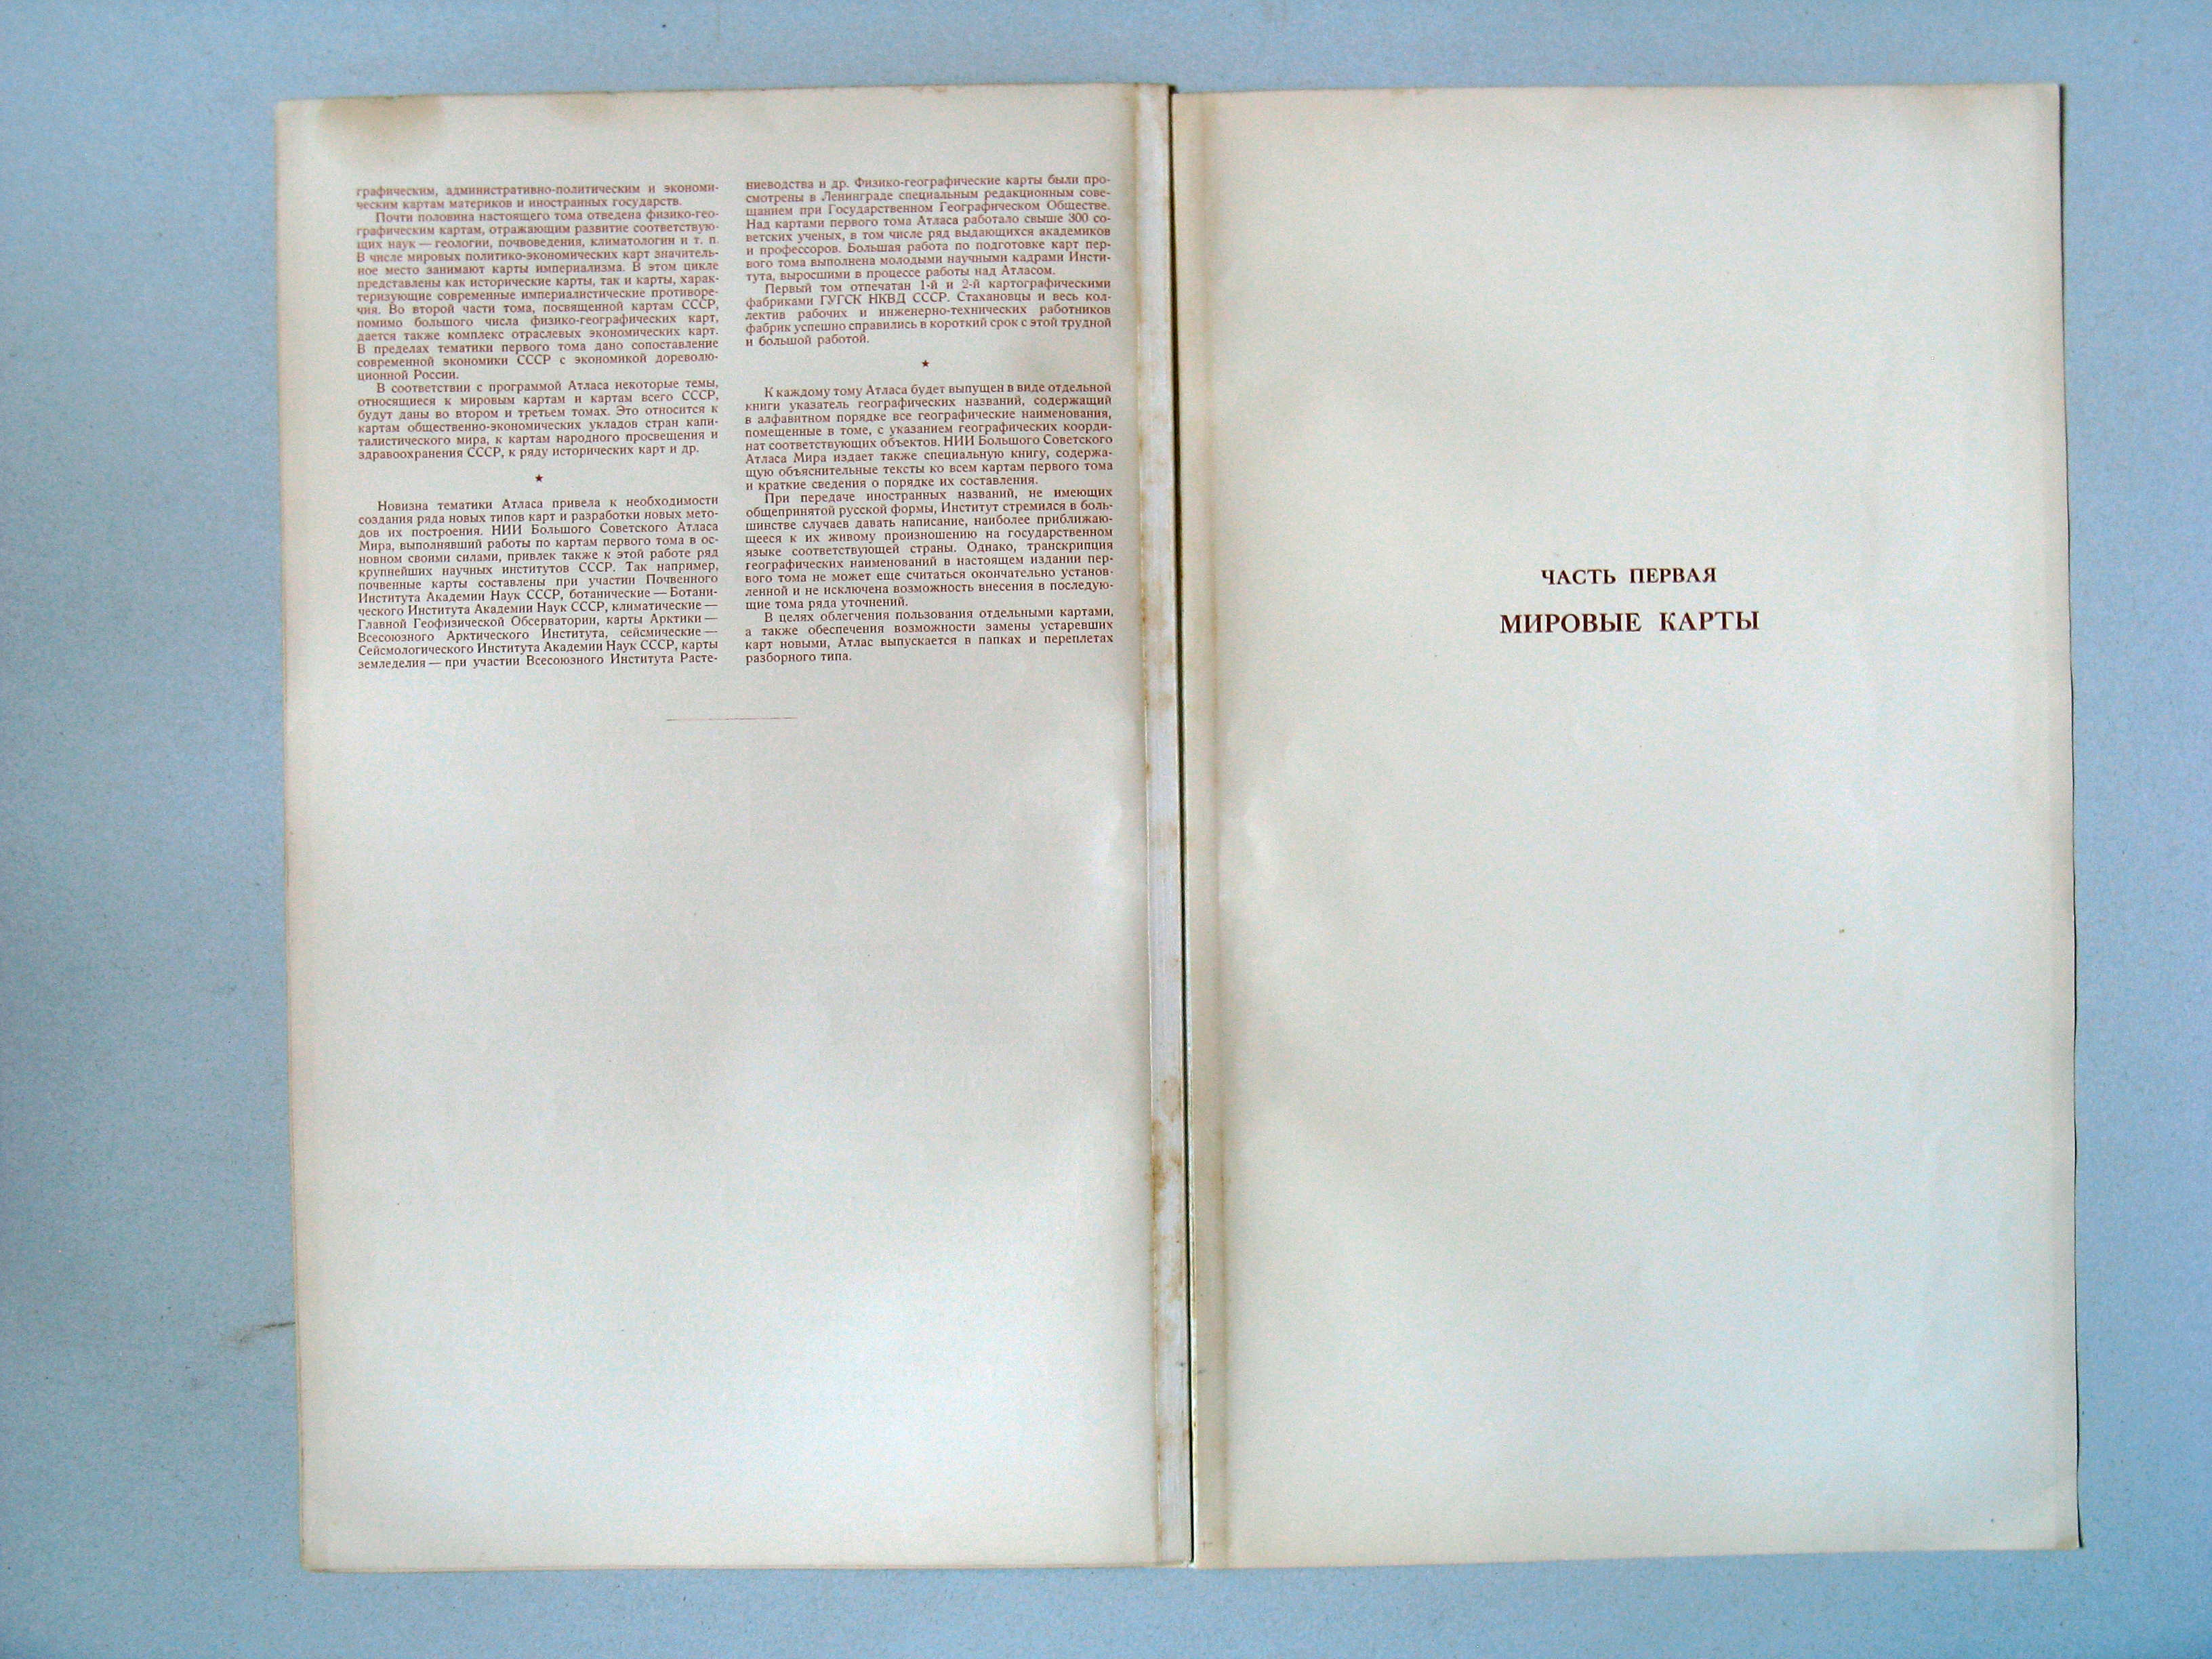 графическим, административно-политическим и экономи-
ческим картам материков и иностранных государств.
Почти половина настоящего тома отведена физико-гео-
графическим картам, отражающим развитие соответствую-
щих наук — геологии, почвоведения, климатологии и т. п.
В числе мировых политико-экономических карт значитель-
ное место занимают карты империализма. В этом цикле
представлены как исторические карты, так и карты, харак-
теризующие современные империалистические противоре-
чия. Во второй части тома, посвященной картам СССР,
помимо большого числа физико-географических карт,
дается также комплекс отраслевых экономических карт.
В пределах тематики первого тома дано сопоставление
современной экономики СССР с экономикой дореволю-
ционной России.
В соответствии с программой Атласа некоторые темы,
относящиеся к мировым картам и картам всего СССР,
будут даны во втором и третьем томах. Это относится к
картам общественно-экономических укладов стран капи-
талистического мира, к картам народного просвещения и
здравоохранения СССР, к ряду исторических карт и др.
★
Новизна тематики Атласа привела к необходимости
создания ряда новых типов карт и разработки новых мето-
дов их построения. НИИ Большого Советского Атласа
Мира, выполнявший работы по картам первого тома в ос-
новном своими силами, привлек также к этой работе ряд
крупнейших научных институтов СССР. Так например,
почвенные карты составлены при участии Почвенного
Института Академии Наук СССР, ботанические — Ботани-
ческого Института Академии Наук СССР, климатические —
Главной Геофизической Обсерватории, карты Арктики —
Всесоюзного Арктического Института, сейсмические —
Сейсмологического Института Академии Наук СССР, карты
земледелия — при участии Всесоюзного Института Расте-
ниеводства и др. Физико-географические карты были про-
смотрены в Ленинграде специальным редакционным сове-
щанием при Государственном Географическом Обществе.
Над картами первого тома Атласа работало свыше 300 со-
ветских ученых, в том числе ряд выдающихся академиков
и профессоров. Большая работа по подготовке карт пер-
вого тома выполнена молодыми научными кадрами Инсти-
тута, выросшими в процессе работы над Атласом.
Первый том отпечатан 1-й и 2-й картографическими
фабриками ГУГСК НКВД СССР. Стахановцы и весь кол-
лектив рабочих и инженерно-технических работников
фабрик успешно справились в короткий срок с этой трудной
и большой работой.
★
К каждому тому Атласа будет выпущен в виде отдельной
книги указатель географических названий, содержащий
в алфавитном порядке все географические наименования,
помещенные в томе, с указанием географических коорди-
нат соответствующих объектов. НИИ Большого Советского
Атласа Мира издает также специальную книгу, содержа-
щую объяснительные тексты ко всем картам первого тома
и краткие сведения о порядке их составления.
При передаче иностранных названий, не имеющих
общепринятой русской формы, Институт стремился в боль-
шинстве случаев давать написание, наиболее приближаю-
щееся к их живому произношению на государственном
языке соответствующей страны. Однако, транскрипция
географических наименований в настоящем издании пер-
вого тома не может еще считаться окончательно установ-
ленной и не исключена возможность внесения в последую-
щие тома ряда уточнений.
В целях облегчения пользования отдельными картами,
а также обеспечения возможности замены устаревших
карт новыми, Атлас выпускается в папках и переплетах
разборного типа.
ЧАСТЬ ПЕРВАЯ
МИРОВЫЕ КАРТЫ